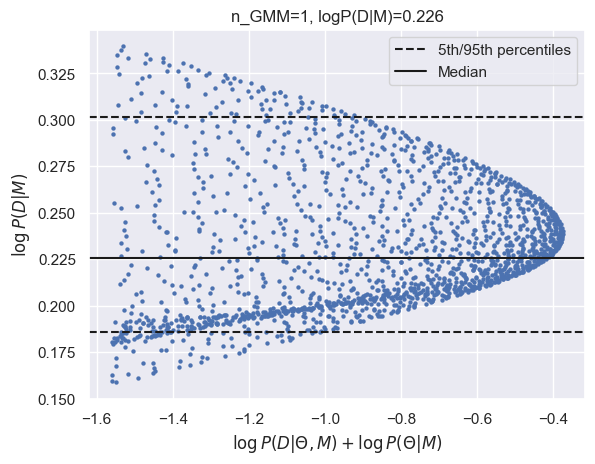 n_GMM=1, logP(D|M)=0.226
5th/95th percentiles
Median
0.325
0.300
0.275
0.250
0.225
0.200
0.175
0.150
log P(D|M)
−1.6 −1.4 −1.2 −1.0 −0.8 −0.6 −0.4
log P(D|Θ, M) + log P(Θ|M)